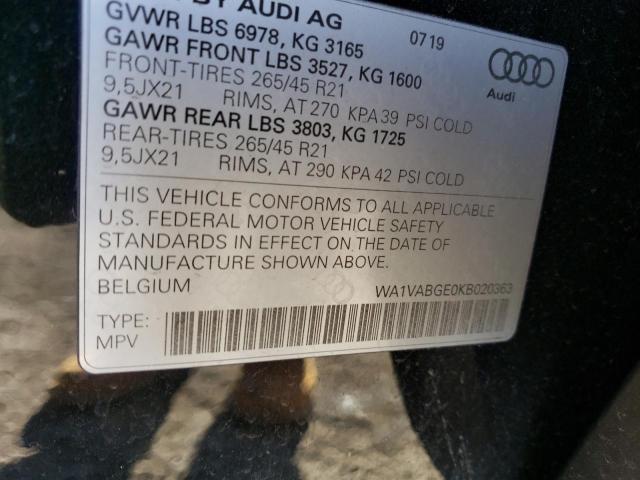 BY AUDI AG
GVWR LBS 6978, KG 3165
07/19
GAWR FRONT LBS 3527, KG 1600
FRONT-TIRES 265/45 R21
9,5JX21 RIMS, AT 270 KPA 39 PSI COLD
Audi
GAWR REAR LBS 3803, KG 1725
REAR-TIRES 265/45 R21
9,5JX21 RIMS, AT 290 KPA 42 PSI COLD
THIS VEHICLE CONFORMS TO ALL APPLICABLE
U.S. FEDERAL MOTOR VEHICLE SAFETY
STANDARDS IN EFFECT ON THE DATE OF
MANUFACTURE SHOWN ABOVE.
BELGIUM
WA1VABGE0KB020363
TYPE:
MPV